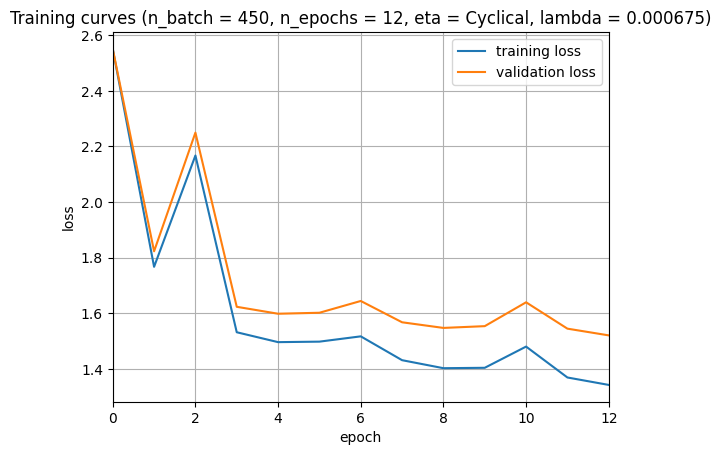 Training curves (n_batch = 450, n_epochs = 12, eta = Cyclical, lambda = 0.000675)
training loss
validation loss
2.6
2.4
2.2
2.0
1.8
1.6
1.4
loss
0 2 4 6 8 10 12
epoch